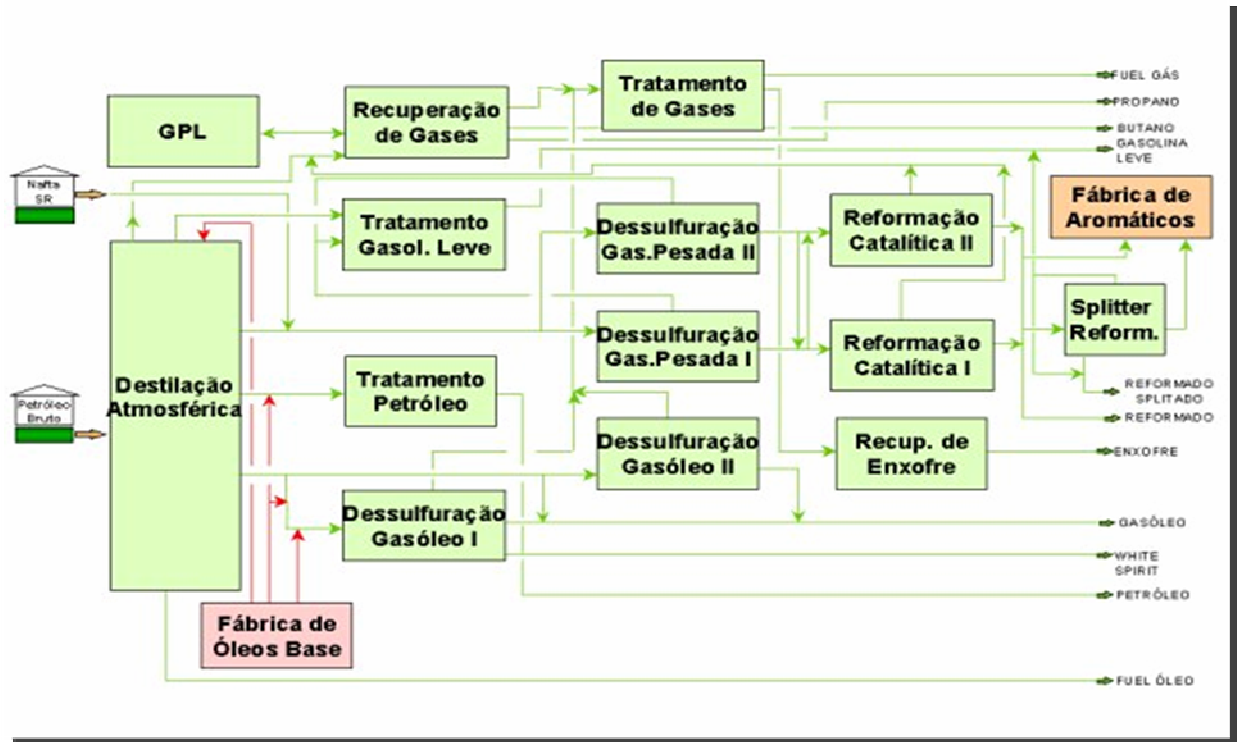 Tratamento
de Gases
FUEL GÁS
Recuperação
de Gases
PROPANO
GPL
BUTANO
GASOLINA
LEVE
Nafta
SR
Fábrica de
Aromáticos
Tratamento
Gasol. Leve
Dessulfuração
Gas.Pesada II
Reformação
Catalítica II
Splitter
Reform.
Dessulfuração
Gas.Pesada I
Reformação
Catalítica I
Destilação
Atmosférica
Tratamento
Petróleo
Petróleo
Bruto
REFORMADO
SPLITADO
REFORMADO
Dessulfuração
Gasóleo II
Recup. de
Enxofre
ENXOFRE
Dessulfuração
Gasóleo I
GASÓLEO
WHITE
SPIRIT
PETRÓLEO
Fábrica de
Óleos Base
FUEL ÓLEO